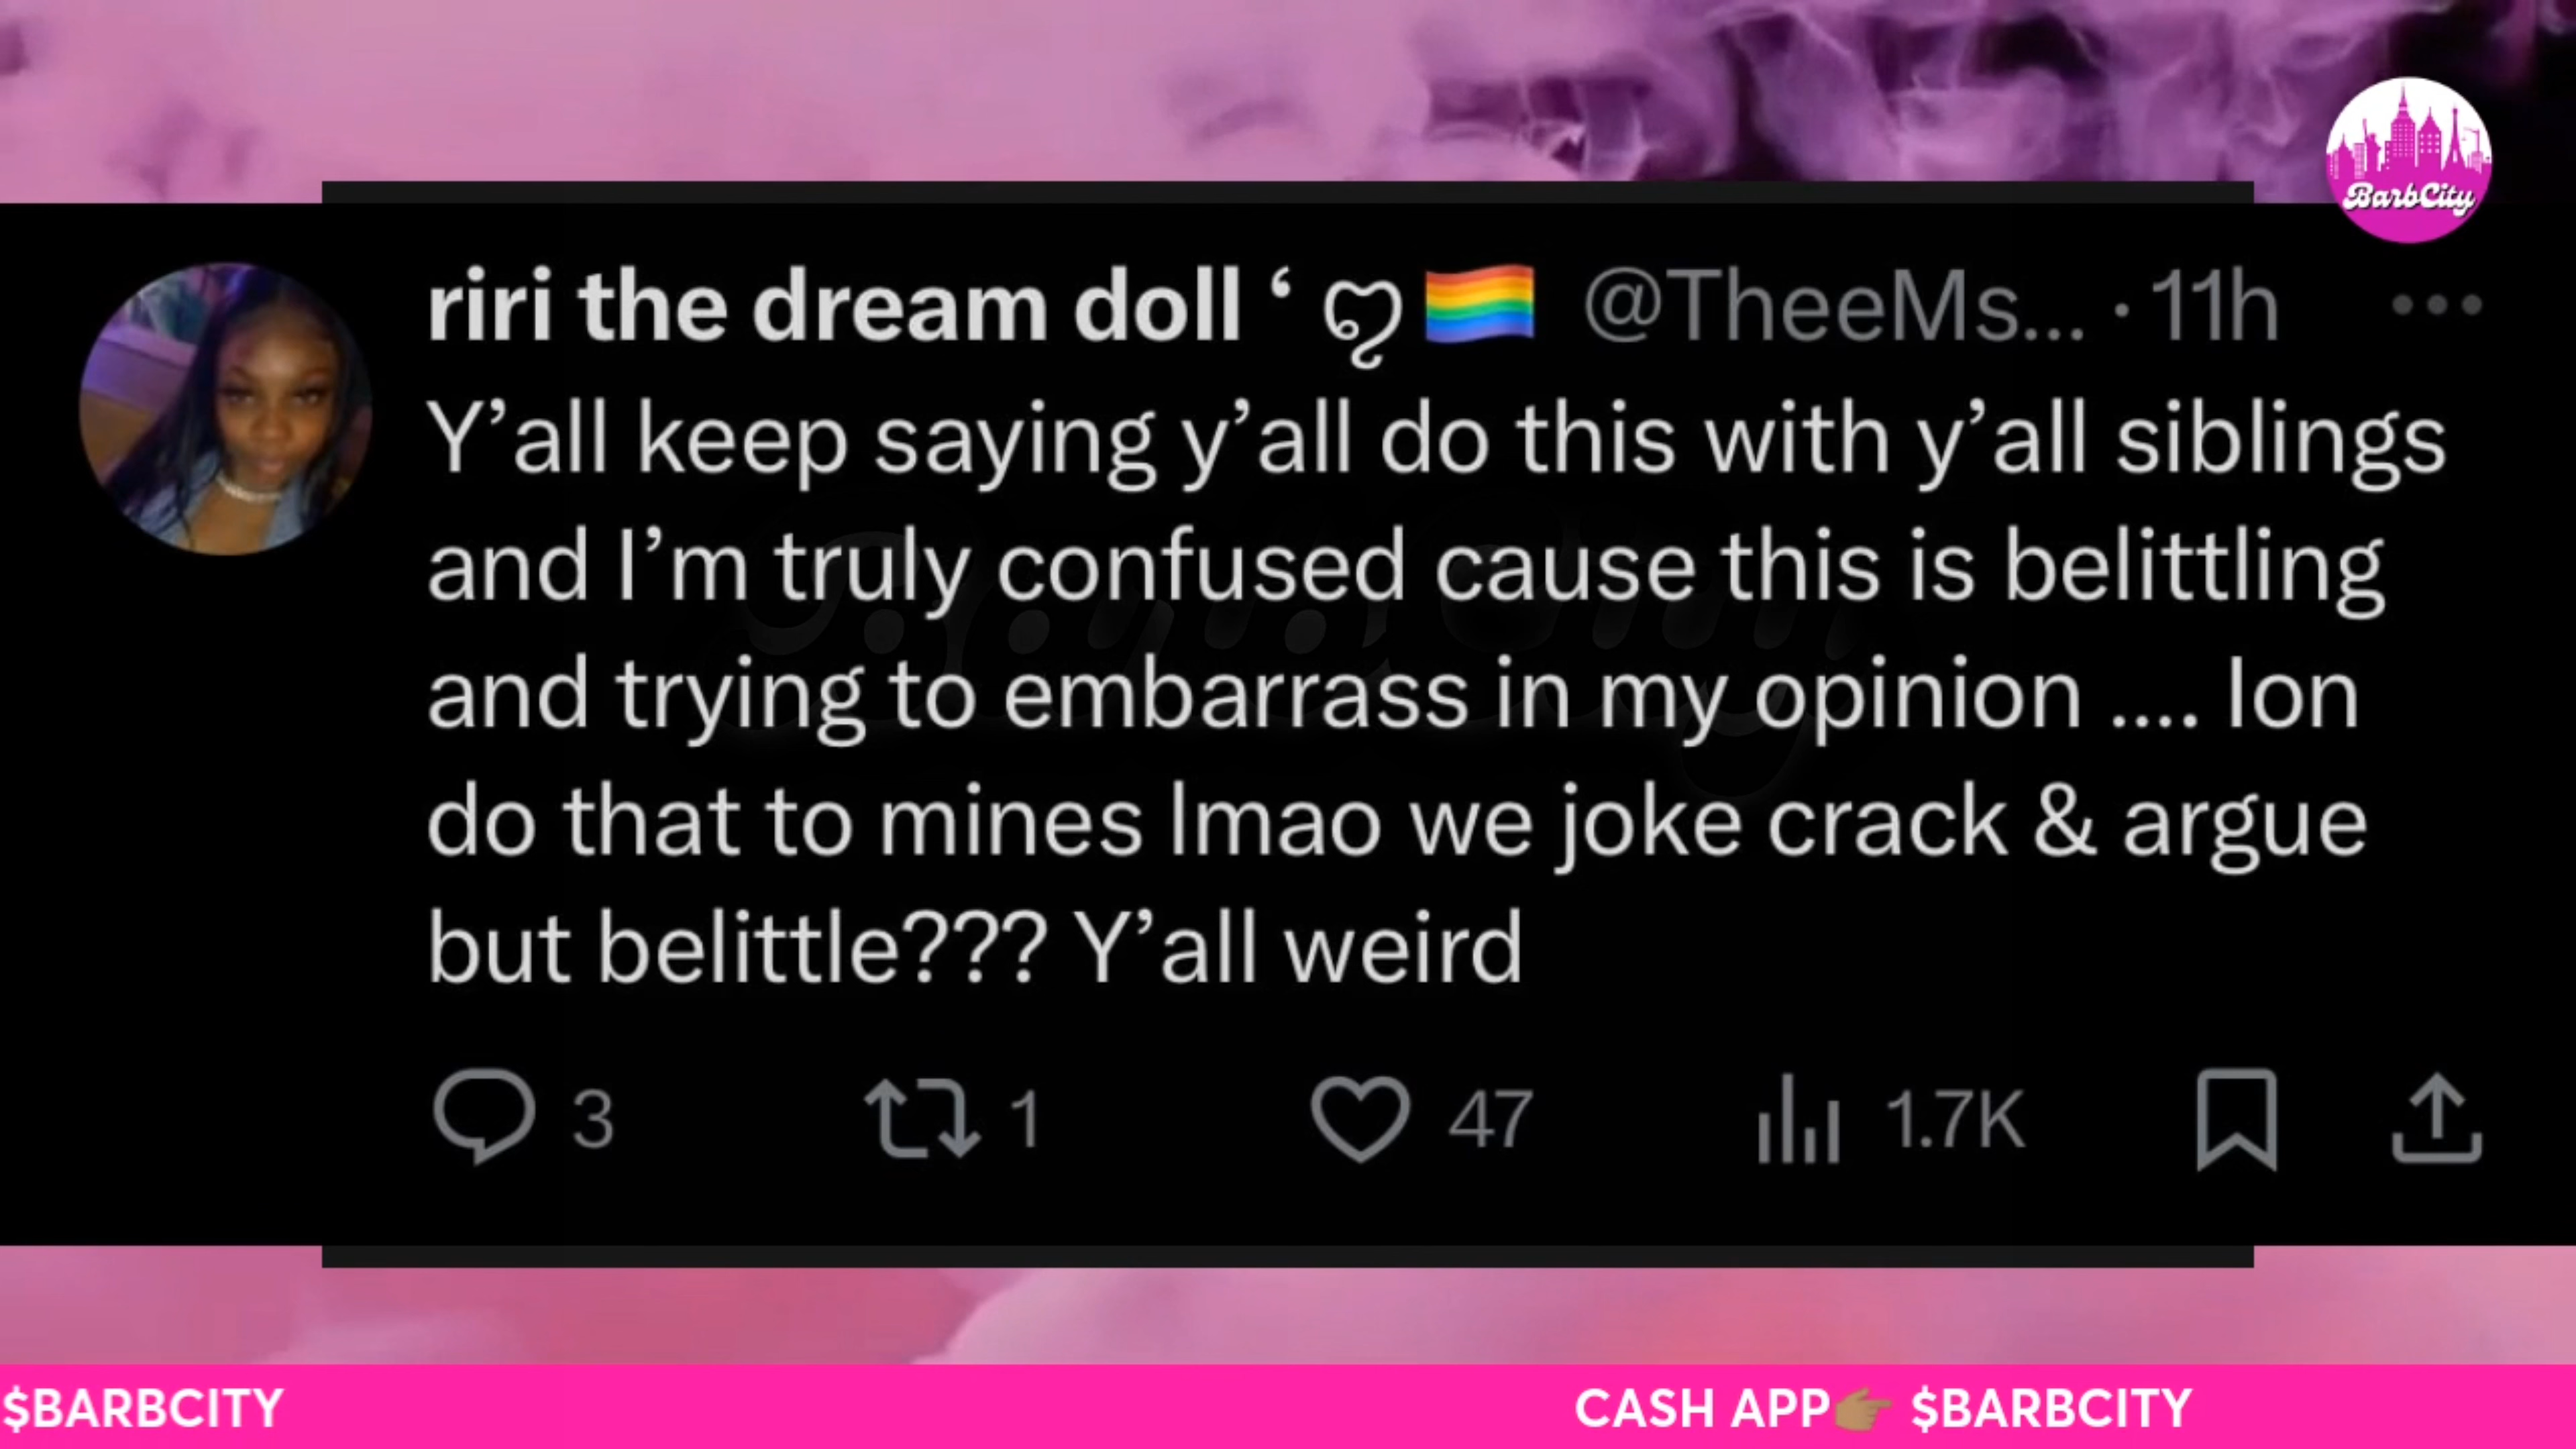 BarbCity
riri the dream doll ‘ ღ 🏳️‍🌈 @TheeMs... · 11h
Y’all keep saying y’all do this with y’all siblings
and I’m truly confused cause this is belittling
and trying to embarrass in my opinion .... Ion
do that to mines lmao we joke crack & argue
but belittle??? Y’all weird
3 1 47 1.7K
$BARBCITY CASH APP👉🏽 $BARBCITY